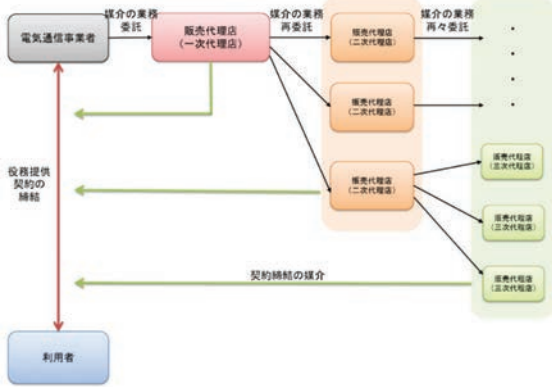 媒介の業務
委託
媒介の業務
再委託
媒介の業務
再々委託
電気通信事業者
販売代理店
（一次代理店）
販売代理店
（二次代理店）
販売代理店
（二次代理店）
販売代理店
（二次代理店）
販売代理店
（三次代理店）
販売代理店
（三次代理店）
販売代理店
（三次代理店）
役務提供
契約の
締結
契約締結の媒介
利用者